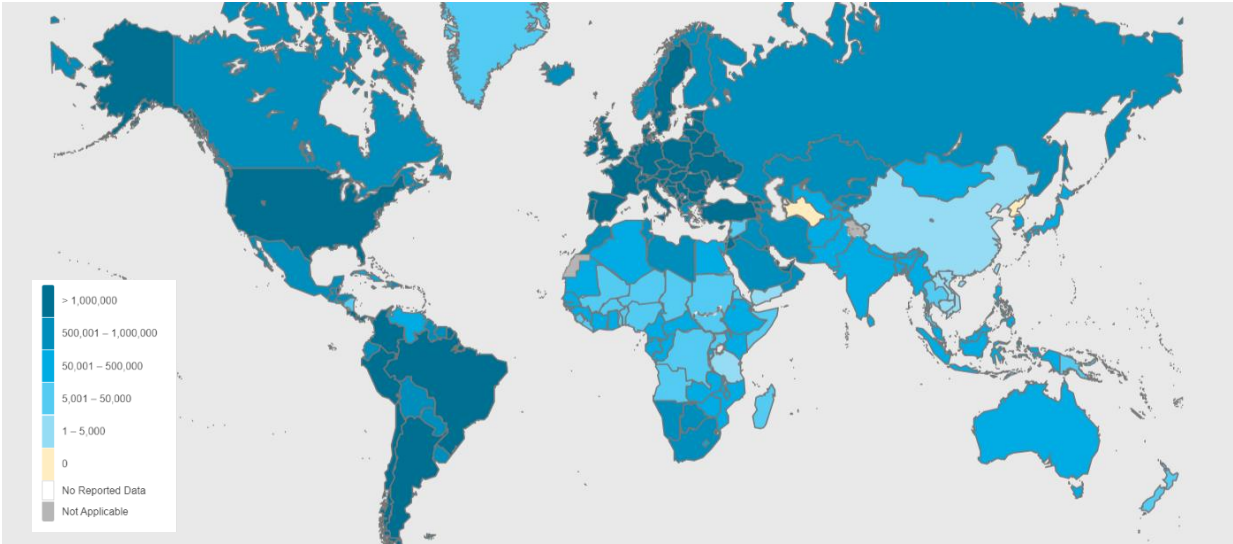 > 1,000,000
500,001 – 1,000,000
50,001 – 500,000
5,001 – 50,000
1 – 5,000
0
No Reported Data
Not Applicable